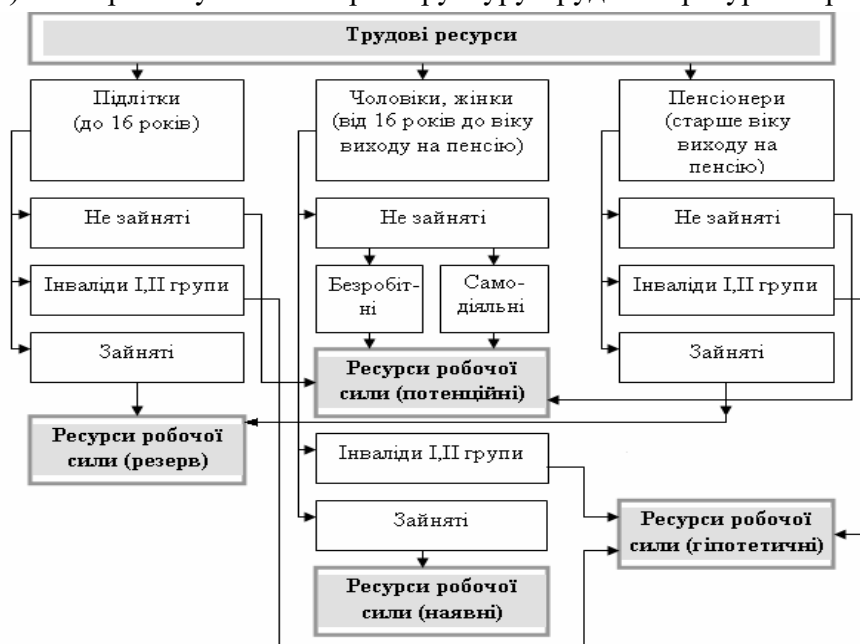 Трудові ресурси
Підлітки
(до 16 років)
Чоловіки, жінки
(від 16 років до віку
виходу на пенсію)
Пенсіонери
(старше віку
виходу на
пенсію)
Не зайняті
Не зайняті
Не зайняті
Інваліди І,ІІ групи
Безробіт-
ні
Само-
діяльні
Інваліди І,ІІ групи
Зайняті
Зайняті
Ресурси робочої
сили (потенційні)
Ресурси робочої
сили (резерв)
Інваліди І,ІІ групи
Зайняті
Ресурси робочої
сили (гіпотетичні)
Ресурси робочої
сили (наявні)